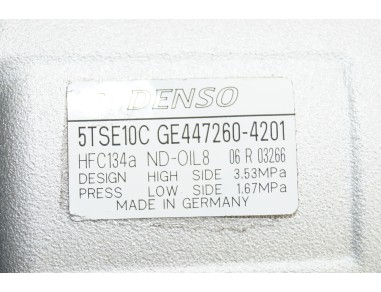 DENSO
5TSE10C GE447260-4201
HFC134a ND-OIL8 06 R 03266
DESIGN HIGH SIDE 3.53MPa
PRESS LOW SIDE 1.67MPa
MADE IN GERMANY